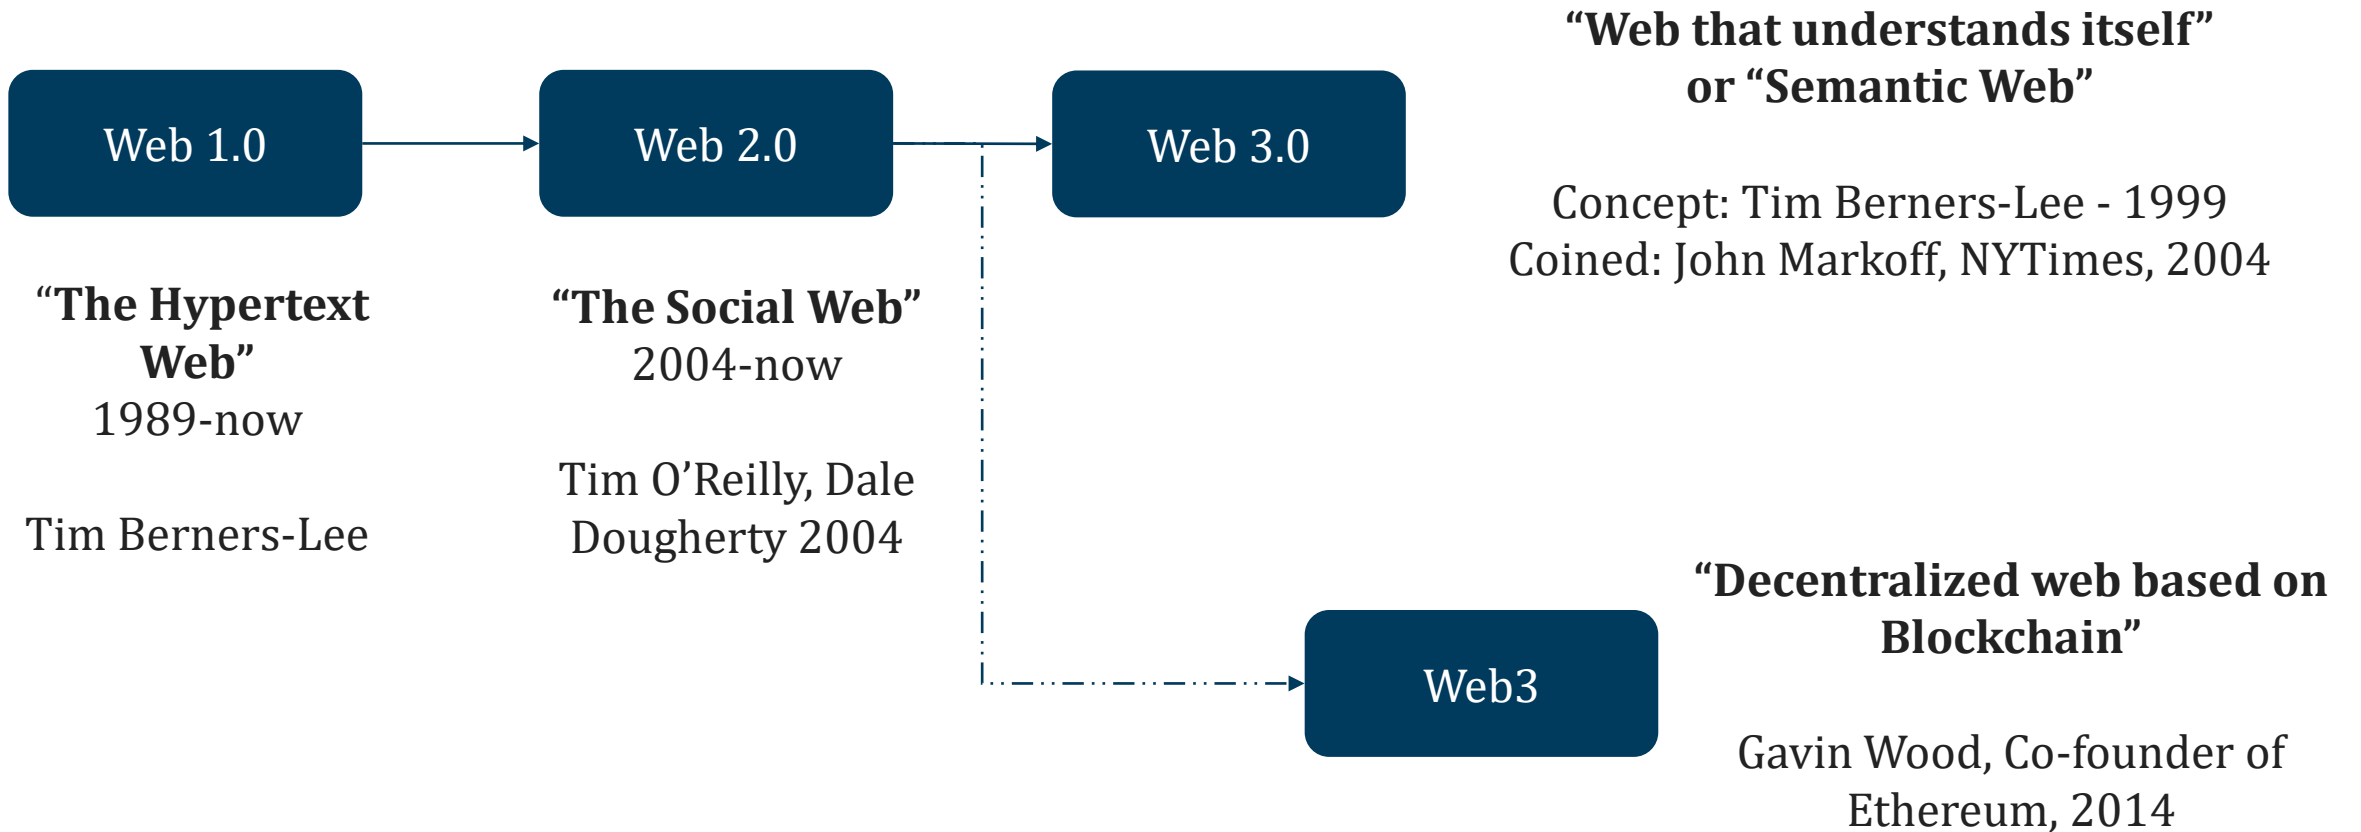 Web 1.0
“The Hypertext
Web”
1989-now
Tim Berners-Lee
Web 2.0
“The Social Web”
2004-now
Tim O’Reilly, Dale
Dougherty 2004
Web 3.0
“Web that understands itself”
or “Semantic Web”
Concept: Tim Berners-Lee - 1999
Coined: John Markoff, NYTimes, 2004
Web3
“Decentralized web based on
Blockchain”
Gavin Wood, Co-founder of
Ethereum, 2014